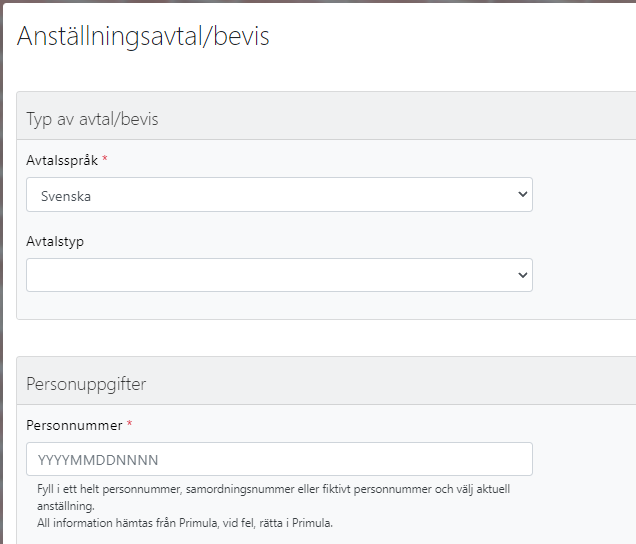 Anställningsavtal/bevis
Typ av avtal/bevis
Avtalsspråk *
Svenska
Avtalstyp
Personuppgifter
Personnummer *
YYYYMMDDNNNN
Fyll i ett helt personnummer, samordningsnummer eller fiktivt personnummer och välj aktuell
anställning.
All information hämtas från Primula, vid fel, rätta i Primula.